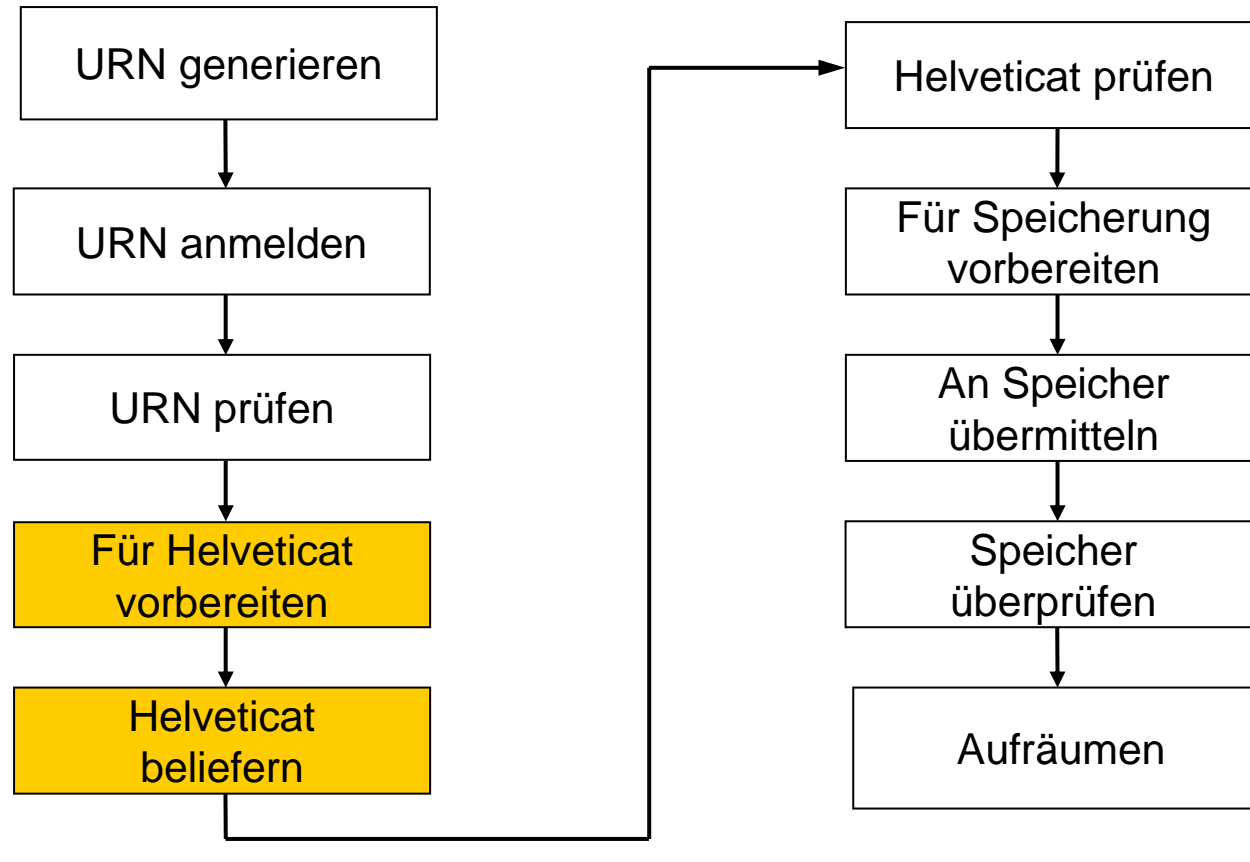 URN generieren
URN anmelden
URN prüfen
Für Helveticat
vorbereiten
Helveticat
beliefern
Helveticat prüfen
Für Speicherung
vorbereiten
An Speicher
übermitteln
Speicher
überprüfen
Aufräumen